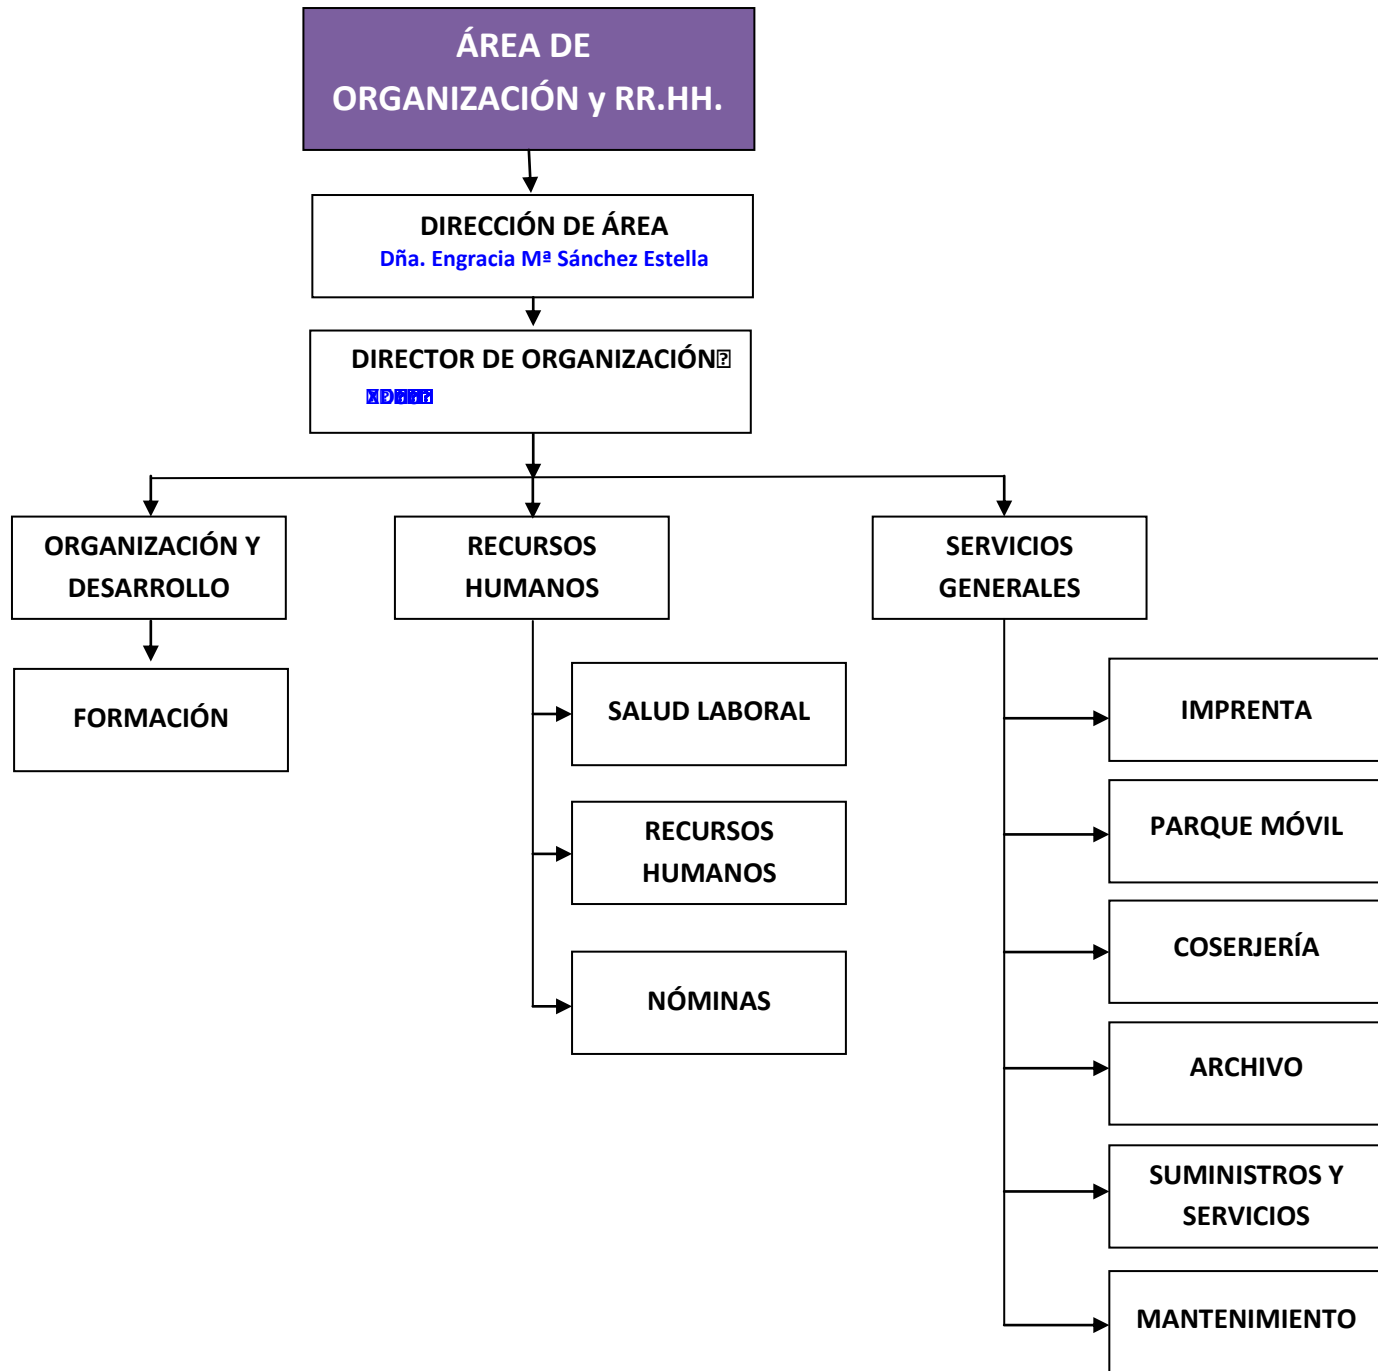 ÁREA DE
ORGANIZACIÓN y RR.HH.
DIRECCIÓN DE ÁREA
Dña. Engracia Mª Sánchez Estella
DIRECTOR DE ORGANIZACIÓN
ORGANIZACIÓN Y
DESARROLLO
RECURSOS
HUMANOS
SERVICIOS
GENERALES
FORMACIÓN
SALUD LABORAL
RECURSOS
HUMANOS
NÓMINAS
IMPRENTA
PARQUE MÓVIL
COSERJERÍA
ARCHIVO
SUMINISTROS Y
SERVICIOS
MANTENIMIENTO